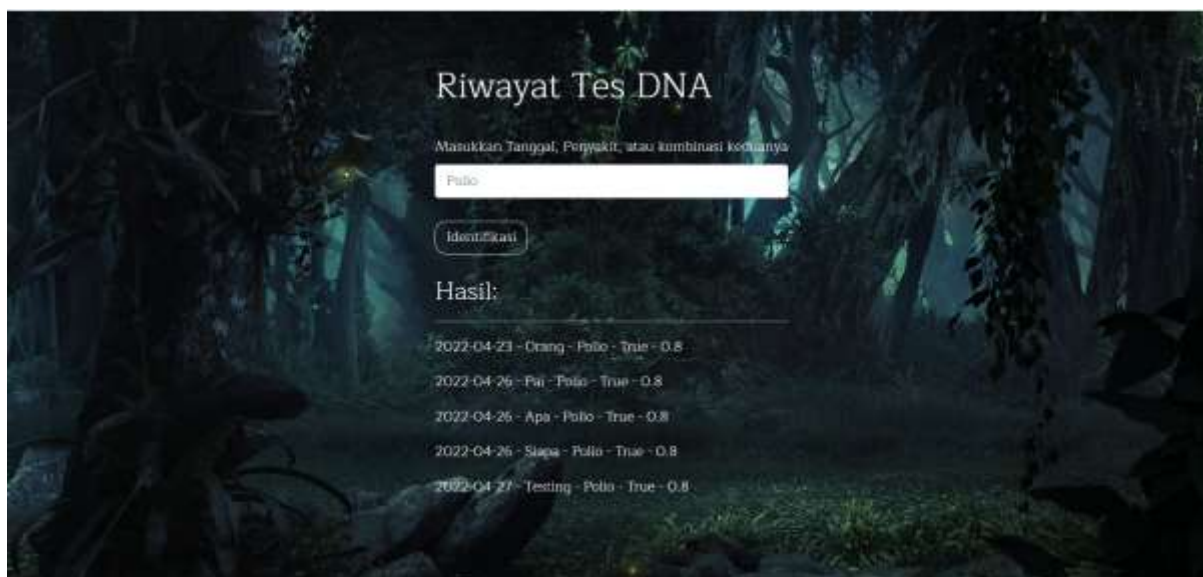 Riwayat Tes DNA
Masukkan Tanggal, Penyakit, atau kombinasi keduanya
Polio
Identifikasi
Hasil:
2022-04-23 - Orang - Polio - True - 0.8
2022-04-26 - Pai - Polio - True - 0.8
2022-04-26 - Apa - Polio - True - 0.8
2022-04-26 - Siapa - Polio - True - 0.8
2022-04-27 - Testing - Polio - True - 0.8